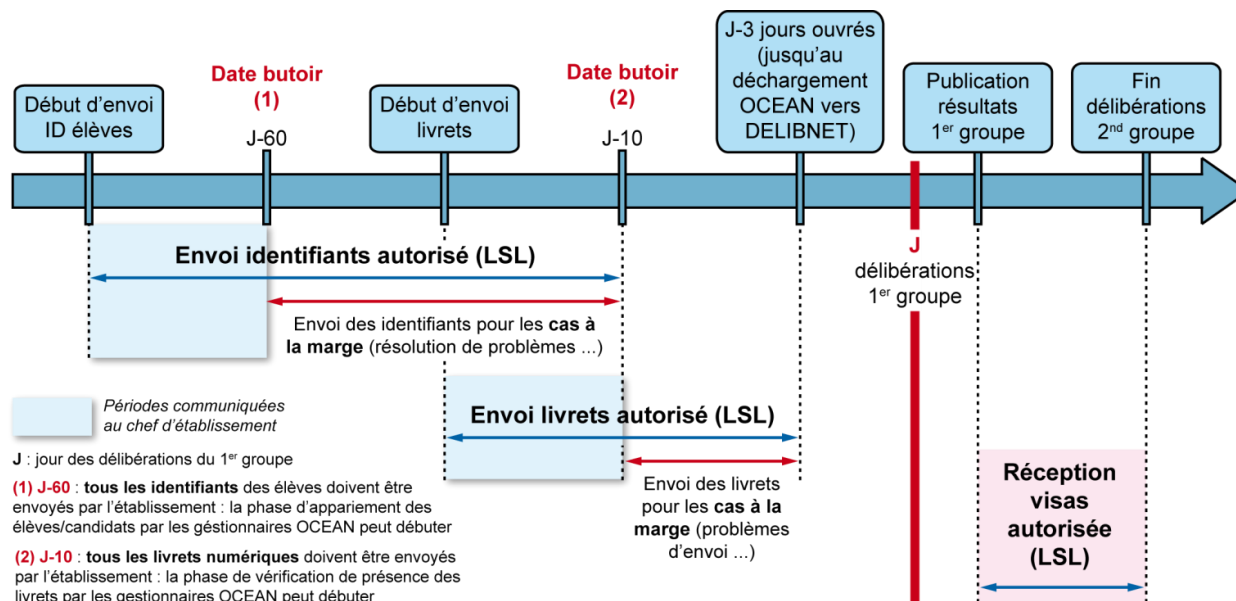 Début d’envoi
ID élèves
Date butoir
(1)
J-60
Début d’envoi
livrets
Date butoir
(2)
J-10
J-3 jours ouvrés
(jusqu’au
déchargement
OCEAN vers
DELIBNET)
Publication
résultats
1er groupe
Fin
délibérations
2nd groupe
Envoi identifiants autorisé (LSL)
Envoi des identifiants pour les cas à
la marge (résolution de problèmes ...)
J
délibérations
1er groupe
Envoi livrets autorisé (LSL)
Envoi des livrets
pour les cas à la
marge (problèmes
d’envoi ...)
Réception
visas
autorisée
(LSL)
Périodes communiquées
au chef d’établissement
J : jour des délibérations du 1er groupe
(1) J-60 : tous les identifiants des élèves doivent être
envoyés par l’établissement : la phase d’appariement des
élèves/candidats par les géstionnaires OCEAN peut débuter
(2) J-10 : tous les livrets numériques doivent être envoyés
par l’établissement : la phase de vérification de présence des
livrets par les gestionnaires OCEAN peut débuter